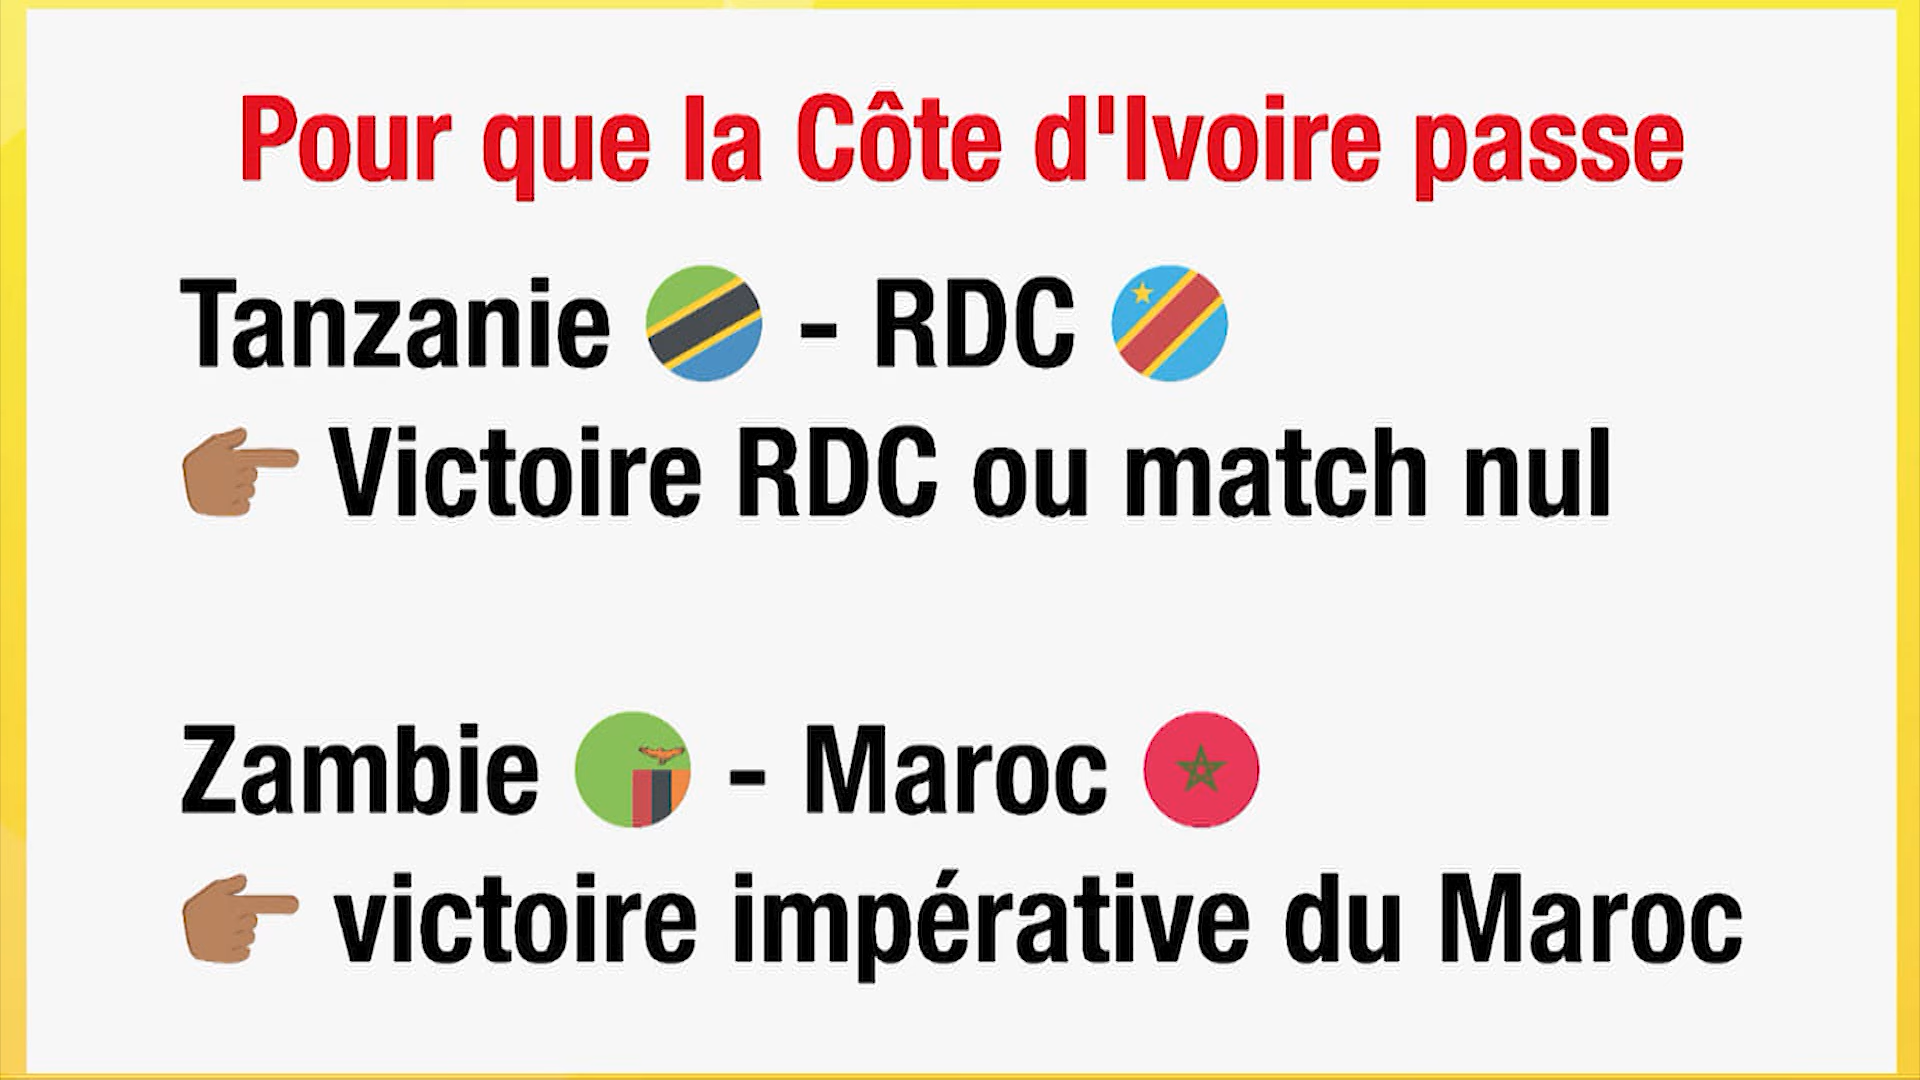 Pour que la Côte d'Ivoire passe
Tanzanie - RDC
Victoire RDC ou match nul
Zambie - Maroc
victoire impérative du Maroc